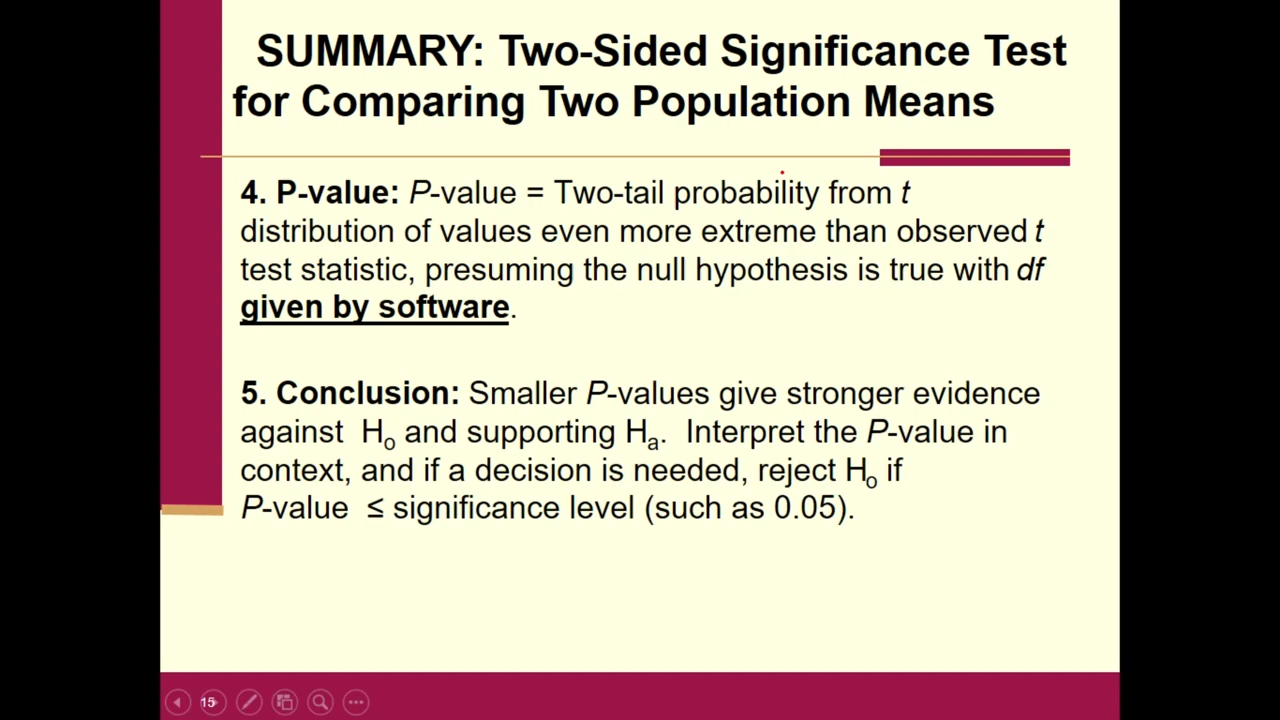 SUMMARY: Two-Sided Significance Test
for Comparing Two Population Means
4. P-value: P-value = Two-tail probability from t
distribution of values even more extreme than observed t
test statistic, presuming the null hypothesis is true with df
given by software.
5. Conclusion: Smaller P-values give stronger evidence
against Ho and supporting Ha. Interpret the P-value in
context, and if a decision is needed, reject Ho if
P-value ≤ significance level (such as 0.05).
15